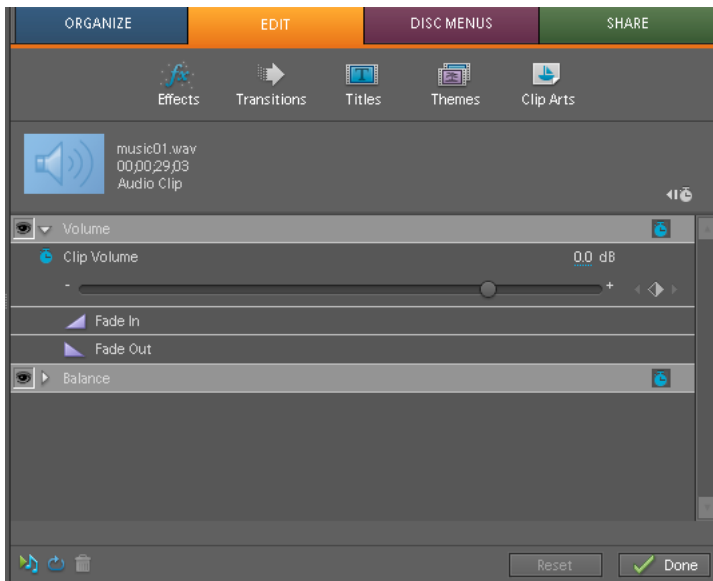 ORGANIZE EDIT DISC MENUS SHARE
Effects Transitions Titles Themes Clip Arts
music01.wav
00;00;29;03
Audio Clip
Volume
Clip Volume 0.0 dB
- +
Fade In
Fade Out
Balance
Reset Done